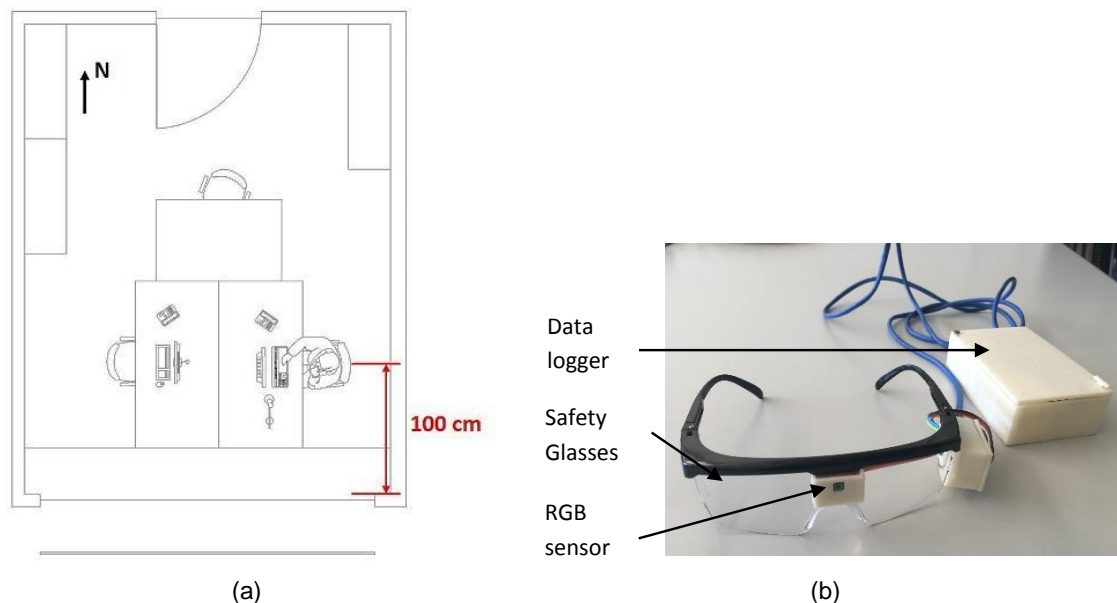 N
100 cm
Data
logger
Safety
Glasses
RGB
sensor
(a)
(b)